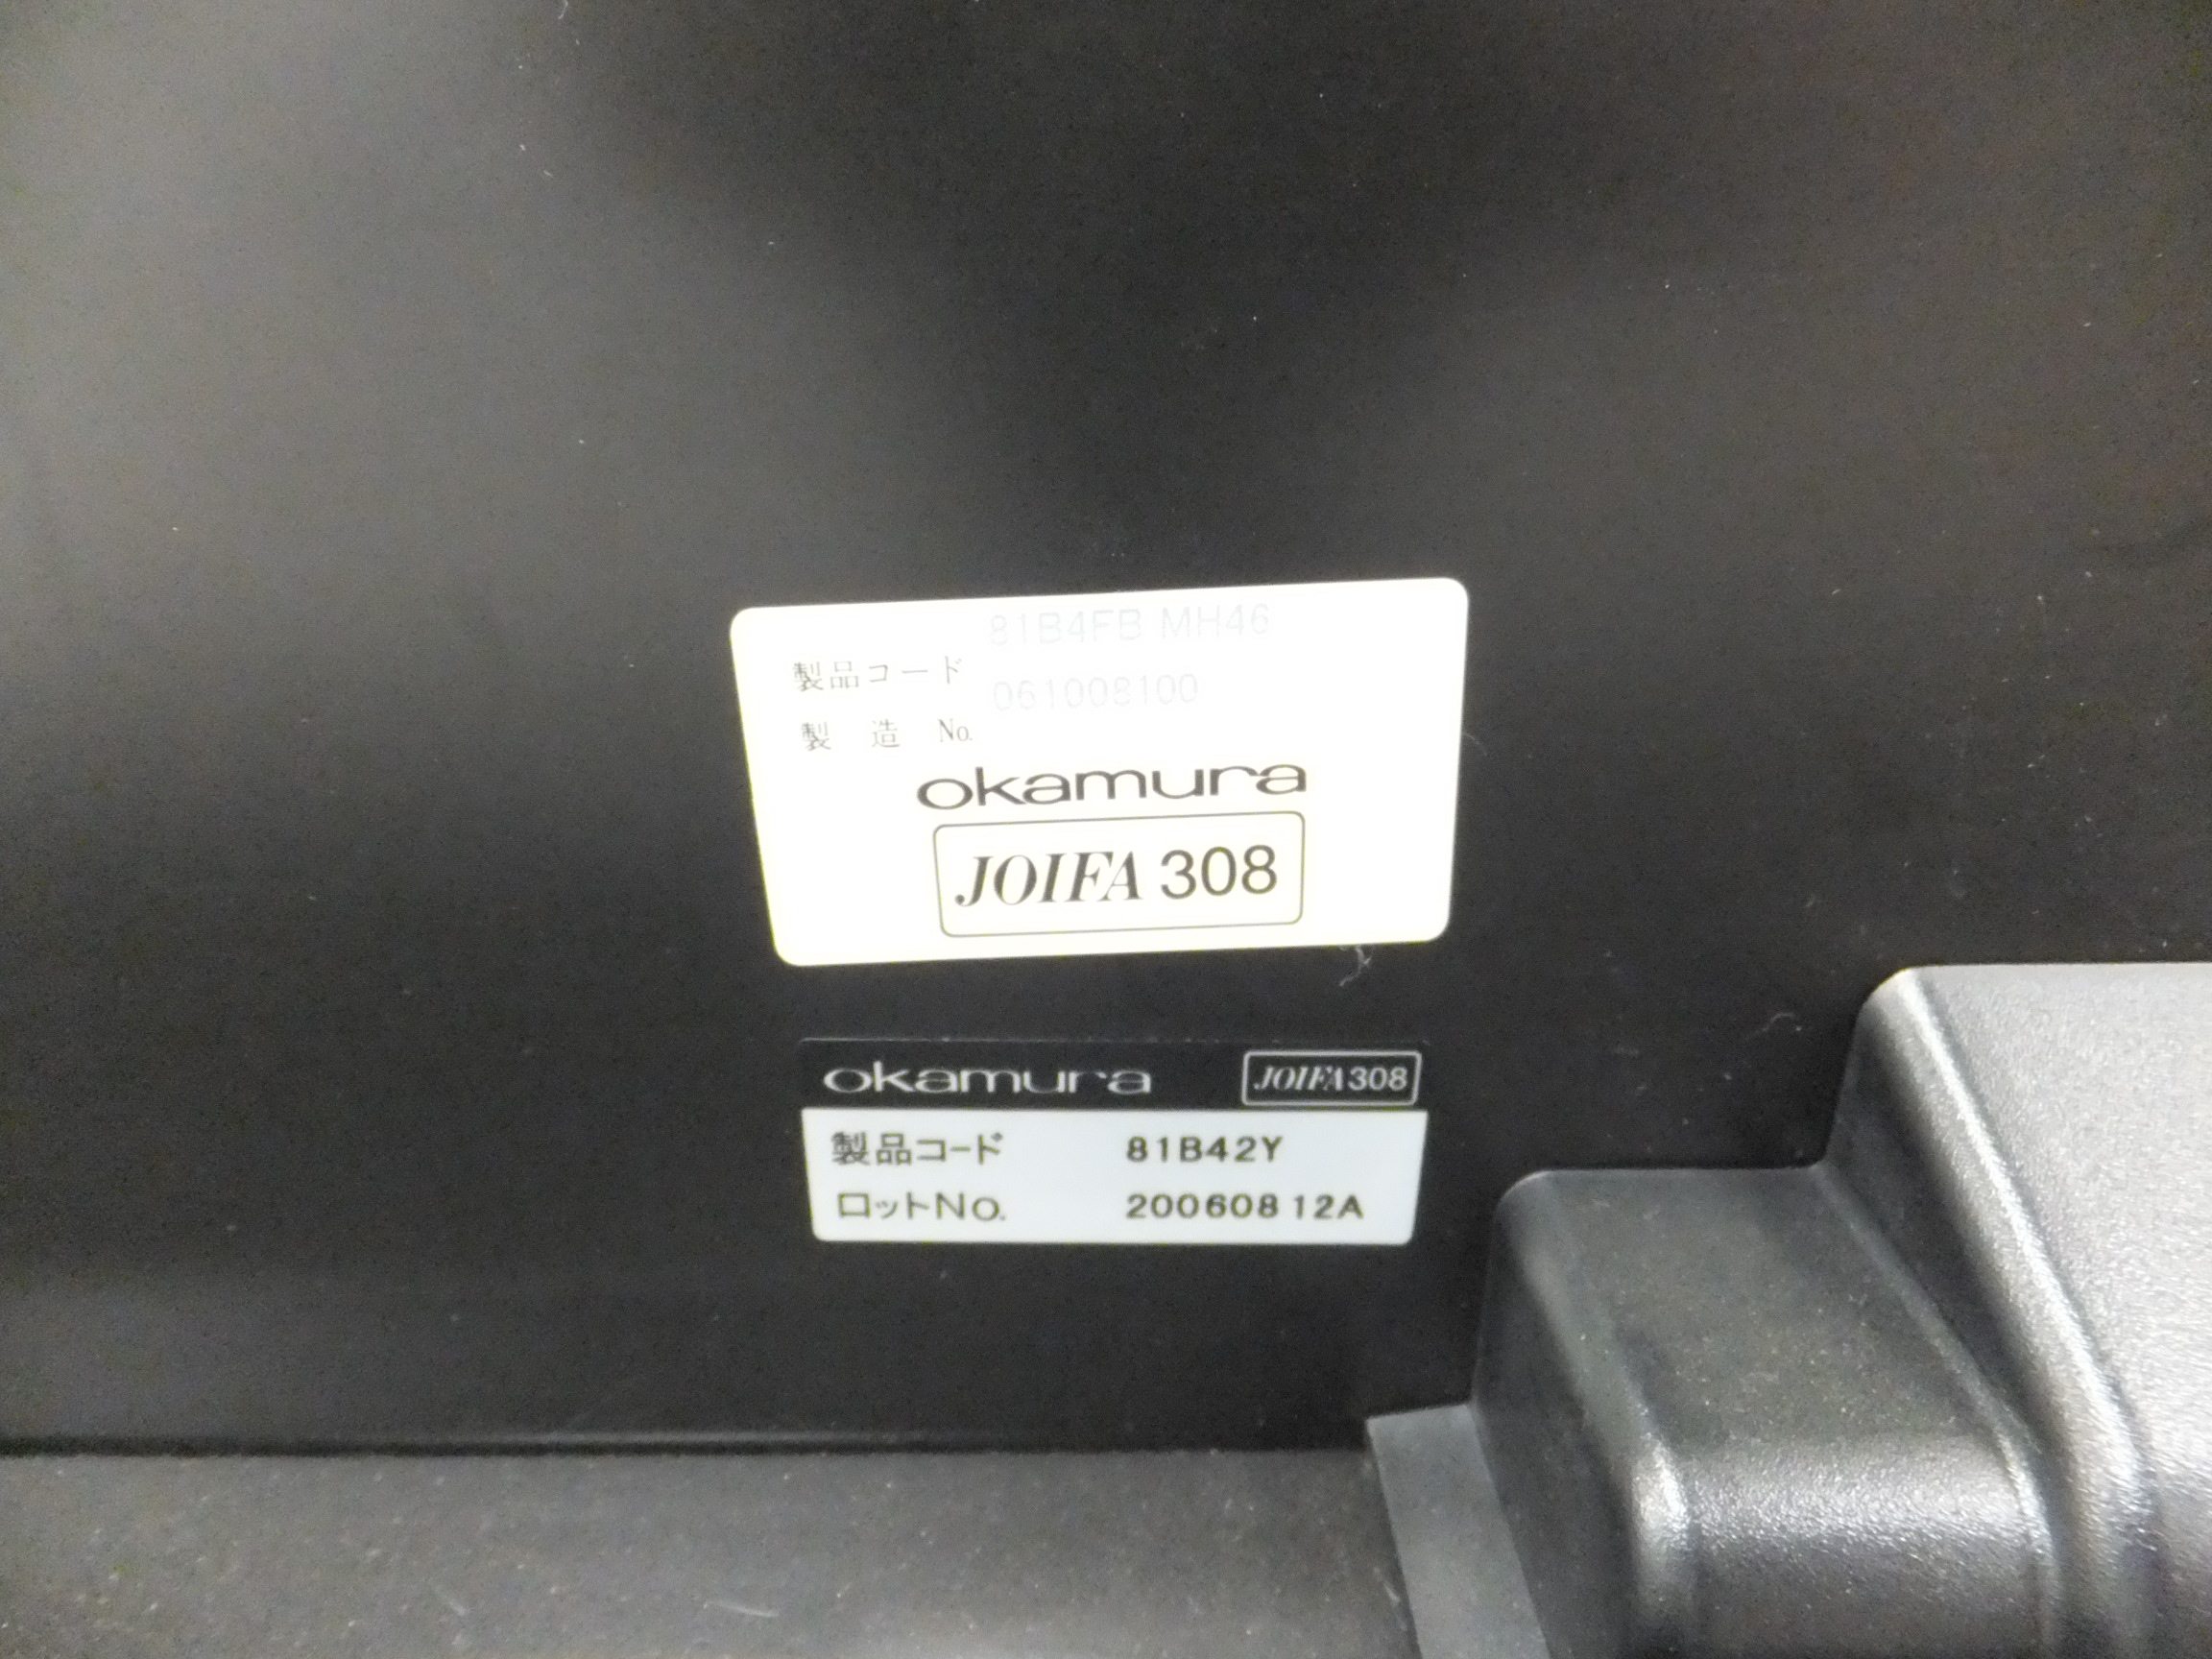 81B4FB MH46
製品コード
061008100
製 造 No.
okamura
JOIFA 308
okamura JOIFA308
製品コード 81B42Y
ロットNo. 20060812A